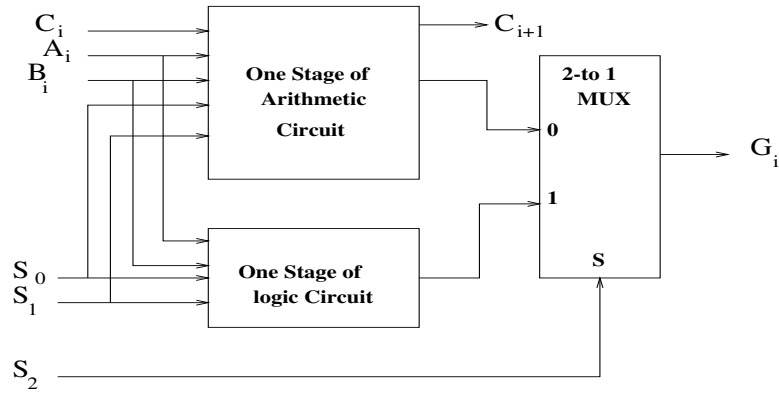 C_i
A_i
B_i
One Stage of
Arithmetic
Circuit
C_{i+1}
2-to 1
MUX
0
1
S
G_i
S_0
S_1
One Stage of
logic Circuit
S_2